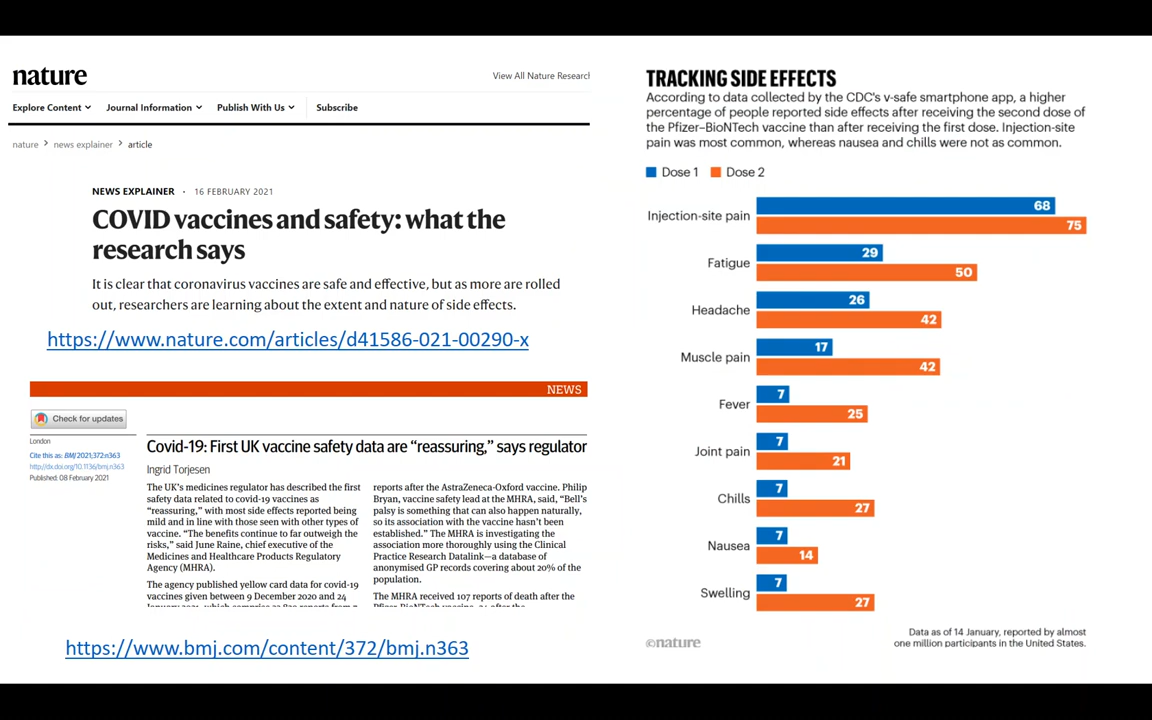 nature
View All Nature Research
Explore Content
Journal Information
Publish With Us
Subscribe
nature > news explainer > article
NEWS EXPLAINER · 16 FEBRUARY 2021
COVID vaccines and safety: what the
research says
It is clear that coronavirus vaccines are safe and effective, but as more are rolled
out, researchers are learning about the extent and nature of side effects.
https://www.nature.com/articles/d41586-021-00290-x
NEWS
Check for updates
London
Cite this as: BMJ 2021;372:n363
http://dx.doi.org/10.1136/bmj.n363
Published: 08 February 2021
Covid-19: First UK vaccine safety data are “reassuring,” says regulator
Ingrid Torjesen
The UK's medicines regulator has described the first
safety data related to covid-19 vaccines as
“reassuring,” with most side effects reported being
mild and in line with those seen with other types of
vaccine. “The benefits continue to far outweigh the
risks,” said June Raine, chief executive of the
Medicines and Healthcare Products Regulatory
Agency (MHRA).
The agency published yellow card data for covid-19
vaccines given between 9 December 2020 and 24
reports after the AstraZeneca-Oxford vaccine. Philip
Bryan, vaccine safety lead at the MHRA, said, “Bell's
palsy is something that can also happen naturally,
so its association with the vaccine hasn't been
established.” The MHRA is investigating the
association more thoroughly using the Clinical
Practice Research Datalink—a database of
anonymised GP records covering about 20% of the
population.
The MHRA received 107 reports of death after the
https://www.bmj.com/content/372/bmj.n363
TRACKING SIDE EFFECTS
According to data collected by the CDC's v-safe smartphone app, a higher
percentage of people reported side effects after receiving the second dose of
the Pfizer–BioNTech vaccine than after receiving the first dose. Injection-site
pain was most common, whereas nausea and chills were not as common.
Dose 1 Dose 2
Injection-site pain 68 75
Fatigue 29 50
Headache 26 42
Muscle pain 17 42
Fever 7 25
Joint pain 7 21
Chills 7 27
Nausea 7 14
Swelling 7 27
©nature
Data as of 14 January, reported by almost
one million participants in the United States.